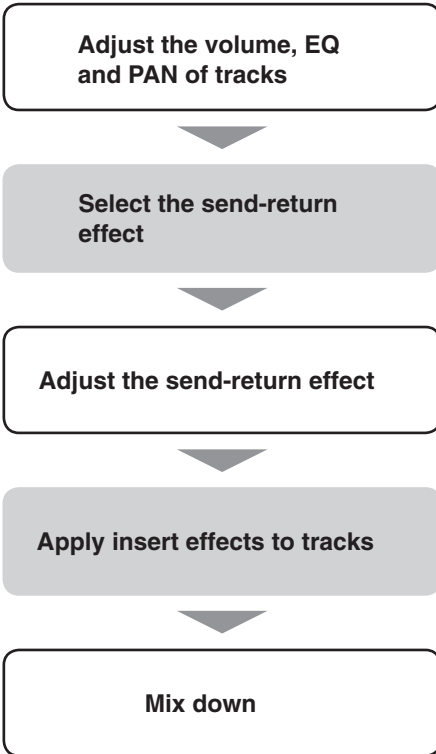 Adjust the volume, EQ
and PAN of tracks
Select the send-return
effect
Adjust the send-return effect
Apply insert effects to tracks
Mix down